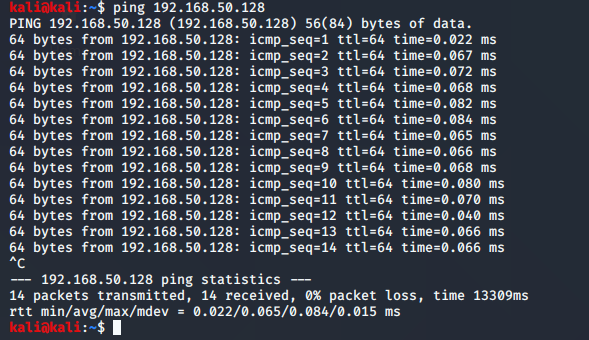 kali@kali:~$ ping 192.168.50.128
PING 192.168.50.128 (192.168.50.128) 56(84) bytes of data.
64 bytes from 192.168.50.128: icmp_seq=1 ttl=64 time=0.022 ms
64 bytes from 192.168.50.128: icmp_seq=2 ttl=64 time=0.067 ms
64 bytes from 192.168.50.128: icmp_seq=3 ttl=64 time=0.072 ms
64 bytes from 192.168.50.128: icmp_seq=4 ttl=64 time=0.068 ms
64 bytes from 192.168.50.128: icmp_seq=5 ttl=64 time=0.082 ms
64 bytes from 192.168.50.128: icmp_seq=6 ttl=64 time=0.084 ms
64 bytes from 192.168.50.128: icmp_seq=7 ttl=64 time=0.065 ms
64 bytes from 192.168.50.128: icmp_seq=8 ttl=64 time=0.066 ms
64 bytes from 192.168.50.128: icmp_seq=9 ttl=64 time=0.068 ms
64 bytes from 192.168.50.128: icmp_seq=10 ttl=64 time=0.080 ms
64 bytes from 192.168.50.128: icmp_seq=11 ttl=64 time=0.070 ms
64 bytes from 192.168.50.128: icmp_seq=12 ttl=64 time=0.040 ms
64 bytes from 192.168.50.128: icmp_seq=13 ttl=64 time=0.066 ms
64 bytes from 192.168.50.128: icmp_seq=14 ttl=64 time=0.066 ms
^C
--- 192.168.50.128 ping statistics ---
14 packets transmitted, 14 received, 0% packet loss, time 13309ms
rtt min/avg/max/mdev = 0.022/0.065/0.084/0.015 ms
kali@kali:~$